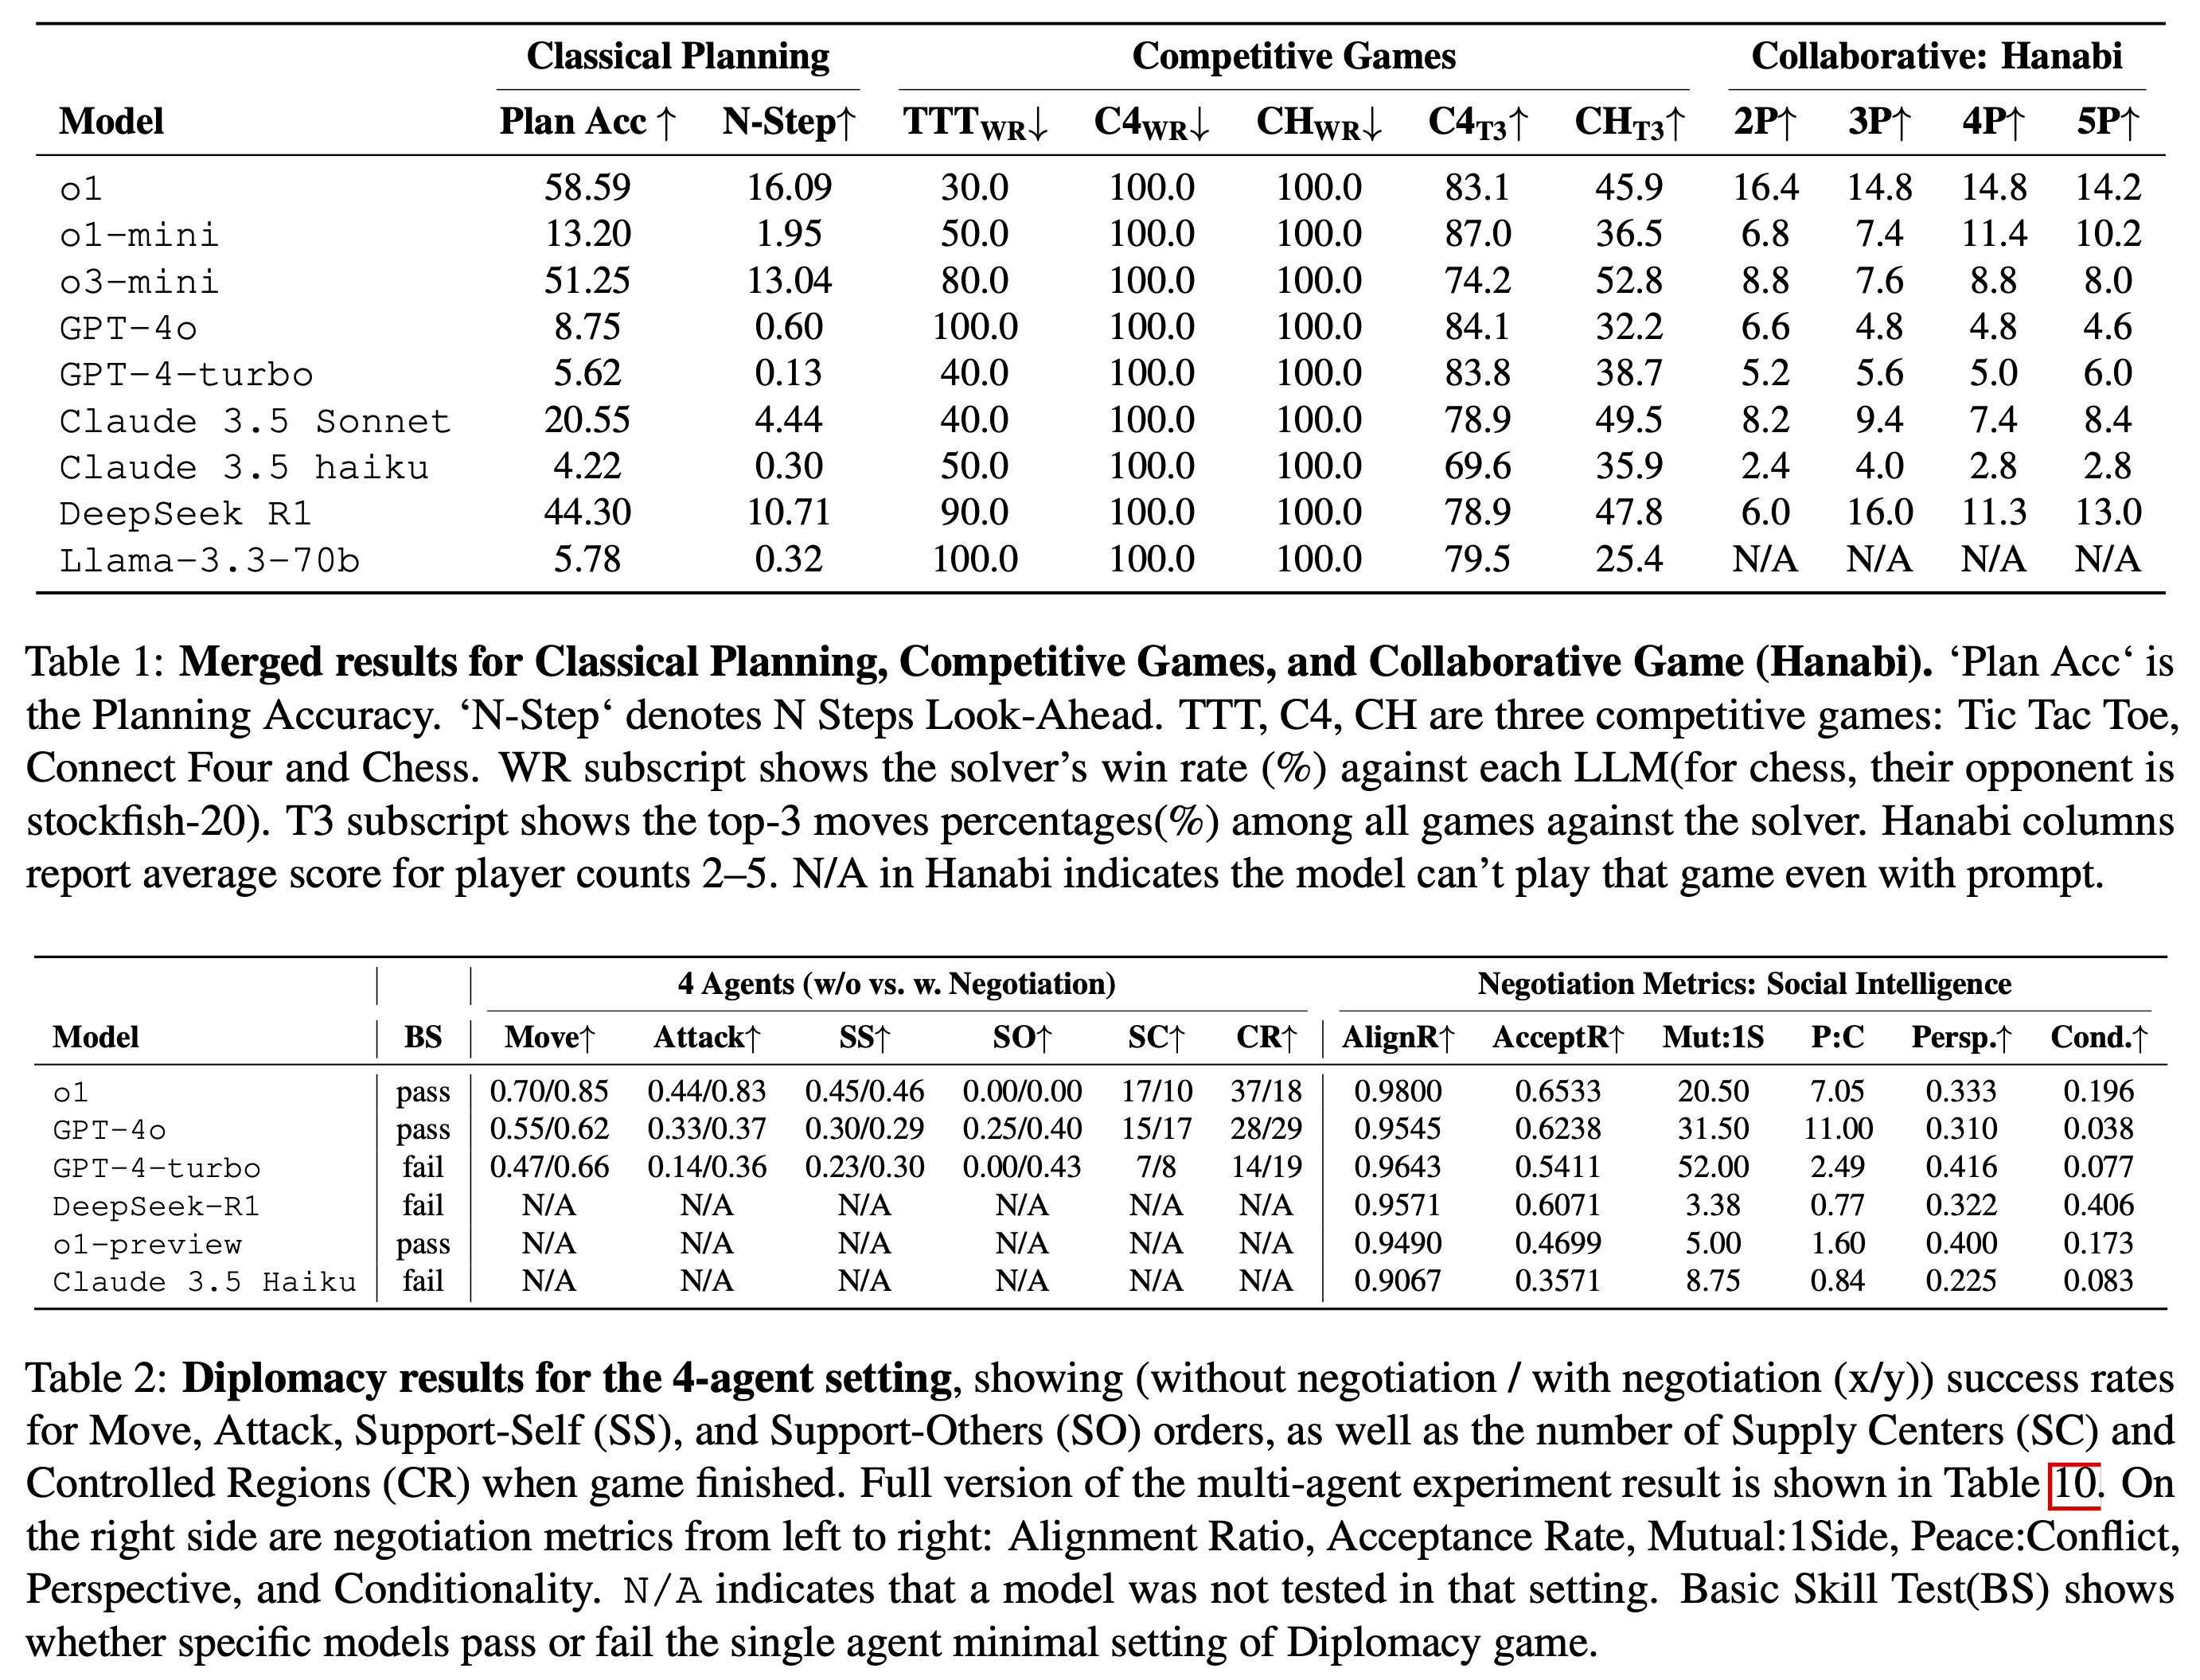 Classical Planning Competitive Games Collaborative: Hanabi
Model Plan Acc ↑ N-Step↑ TTTWR↓ C4WR↓ CHWR↓ C4T3↑ CHT3↑ 2P↑ 3P↑ 4P↑ 5P↑
o1 58.59 16.09 30.0 100.0 100.0 83.1 45.9 16.4 14.8 14.8 14.2
o1-mini 13.20 1.95 50.0 100.0 100.0 87.0 36.5 6.8 7.4 11.4 10.2
o3-mini 51.25 13.04 80.0 100.0 100.0 74.2 52.8 8.8 7.6 8.8 8.0
GPT-4o 8.75 0.60 100.0 100.0 100.0 84.1 32.2 6.6 4.8 4.8 4.6
GPT-4-turbo 5.62 0.13 40.0 100.0 100.0 83.8 38.7 5.2 5.6 5.0 6.0
Claude 3.5 Sonnet 20.55 4.44 40.0 100.0 100.0 78.9 49.5 8.2 9.4 7.4 8.4
Claude 3.5 haiku 4.22 0.30 50.0 100.0 100.0 69.6 35.9 2.4 4.0 2.8 2.8
DeepSeek R1 44.30 10.71 90.0 100.0 100.0 78.9 47.8 6.0 16.0 11.3 13.0
Llama-3.3-70b 5.78 0.32 100.0 100.0 100.0 79.5 25.4 N/A N/A N/A N/A
Table 1: Merged results for Classical Planning, Competitive Games, and Collaborative Game (Hanabi). ‘Plan Acc‘ is
the Planning Accuracy. ‘N-Step‘ denotes N Steps Look-Ahead. TTT, C4, CH are three competitive games: Tic Tac Toe,
Connect Four and Chess. WR subscript shows the solver’s win rate (%) against each LLM(for chess, their opponent is
stockfish-20). T3 subscript shows the top-3 moves percentages(%) among all games against the solver. Hanabi columns
report average score for player counts 2–5. N/A in Hanabi indicates the model can’t play that game even with prompt.
4 Agents (w/o vs. w. Negotiation) Negotiation Metrics: Social Intelligence
Model BS Move↑ Attack↑ SS↑ SO↑ SC↑ CR↑ AlignR↑ AcceptR↑ Mut:1S P:C Persp.↑ Cond.↑
o1 pass 0.70/0.85 0.44/0.83 0.45/0.46 0.00/0.00 17/10 37/18 0.9800 0.6533 20.50 7.05 0.333 0.196
GPT-4o pass 0.55/0.62 0.33/0.37 0.30/0.29 0.25/0.40 15/17 28/29 0.9545 0.6238 31.50 11.00 0.310 0.038
GPT-4-turbo fail 0.47/0.66 0.14/0.36 0.23/0.30 0.00/0.43 7/8 14/19 0.9643 0.5411 52.00 2.49 0.416 0.077
DeepSeek-R1 fail N/A N/A N/A N/A N/A N/A 0.9571 0.6071 3.38 0.77 0.322 0.406
o1-preview pass N/A N/A N/A N/A N/A N/A 0.9490 0.4699 5.00 1.60 0.400 0.173
Claude 3.5 Haiku fail N/A N/A N/A N/A N/A N/A 0.9067 0.3571 8.75 0.84 0.225 0.083
Table 2: Diplomacy results for the 4-agent setting, showing (without negotiation / with negotiation (x/y)) success rates
for Move, Attack, Support-Self (SS), and Support-Others (SO) orders, as well as the number of Supply Centers (SC) and
Controlled Regions (CR) when game finished. Full version of the multi-agent experiment result is shown in Table 10. On
the right side are negotiation metrics from left to right: Alignment Ratio, Acceptance Rate, Mutual:1Side, Peace:Conflict,
Perspective, and Conditionality. N/A indicates that a model was not tested in that setting. Basic Skill Test(BS) shows
whether specific models pass or fail the single agent minimal setting of Diplomacy game.